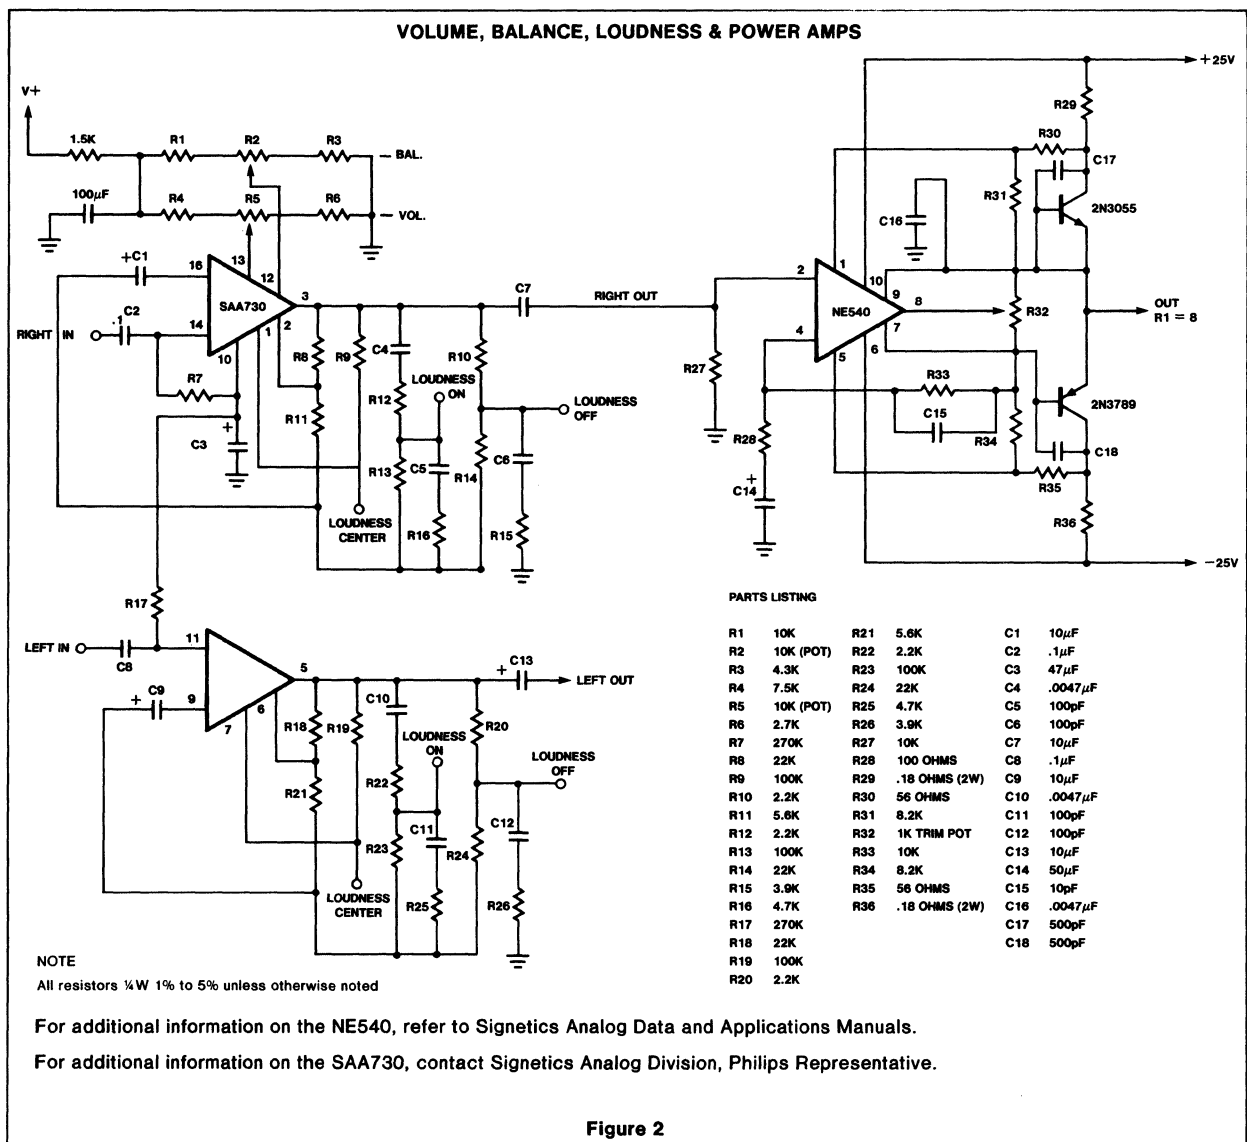 VOLUME, BALANCE, LOUDNESS & POWER AMPS
V+
1.5K
R1
R2
R3
– BAL.
100µF
R4
R5
R6
– VOL.
+C1
16
13
12
SAA730
3
C2
.1
RIGHT IN
14
10
1
2
R7
+
C3
R8
R9
C4
R10
R11
R12
LOUDNESS
ON
LOUDNESS
OFF
R13
C5
R14
C6
LOUDNESS
CENTER
R16
R15
C7
RIGHT OUT
R27
2
1
10
9
NE540
8
7
4
5
6
C16
R28
+
C14
R33
C15
+25V
R29
R30
C17
R31
2N3055
R32
OUT
R1 = 8
2N3789
R34
C18
R35
R36
–25V
R17
LEFT IN
C8
11
+
C9
9
5
6
7
R18
R19
C10
R20
+
C13
LEFT OUT
R21
R22
LOUDNESS
ON
LOUDNESS
OFF
R23
C11
R24
C12
LOUDNESS
CENTER
R25
R26
PARTS LISTING
R1 10K R21 5.6K C1 10µF
R2 10K (POT) R22 2.2K C2 .1µF
R3 4.3K R23 100K C3 47µF
R4 7.5K R24 22K C4 .0047µF
R5 10K (POT) R25 4.7K C5 100pF
R6 2.7K R26 3.9K C6 100pF
R7 270K R27 10K C7 10µF
R8 22K R28 100 OHMS C8 .1µF
R9 100K R29 .18 OHMS (2W) C9 10µF
R10 2.2K R30 56 OHMS C10 .0047µF
R11 5.6K R31 8.2K C11 100pF
R12 2.2K R32 1K TRIM POT C12 100pF
R13 100K R33 10K C13 10µF
R14 22K R34 8.2K C14 50µF
R15 3.9K R35 56 OHMS C15 10pF
R16 4.7K R36 .18 OHMS (2W) C16 .0047µF
R17 270K C17 500pF
R18 22K C18 500pF
R19 100K
R20 2.2K
NOTE
All resistors ¼W 1% to 5% unless otherwise noted
For additional information on the NE540, refer to Signetics Analog Data and Applications Manuals.
For additional information on the SAA730, contact Signetics Analog Division, Philips Representative.
Figure 2